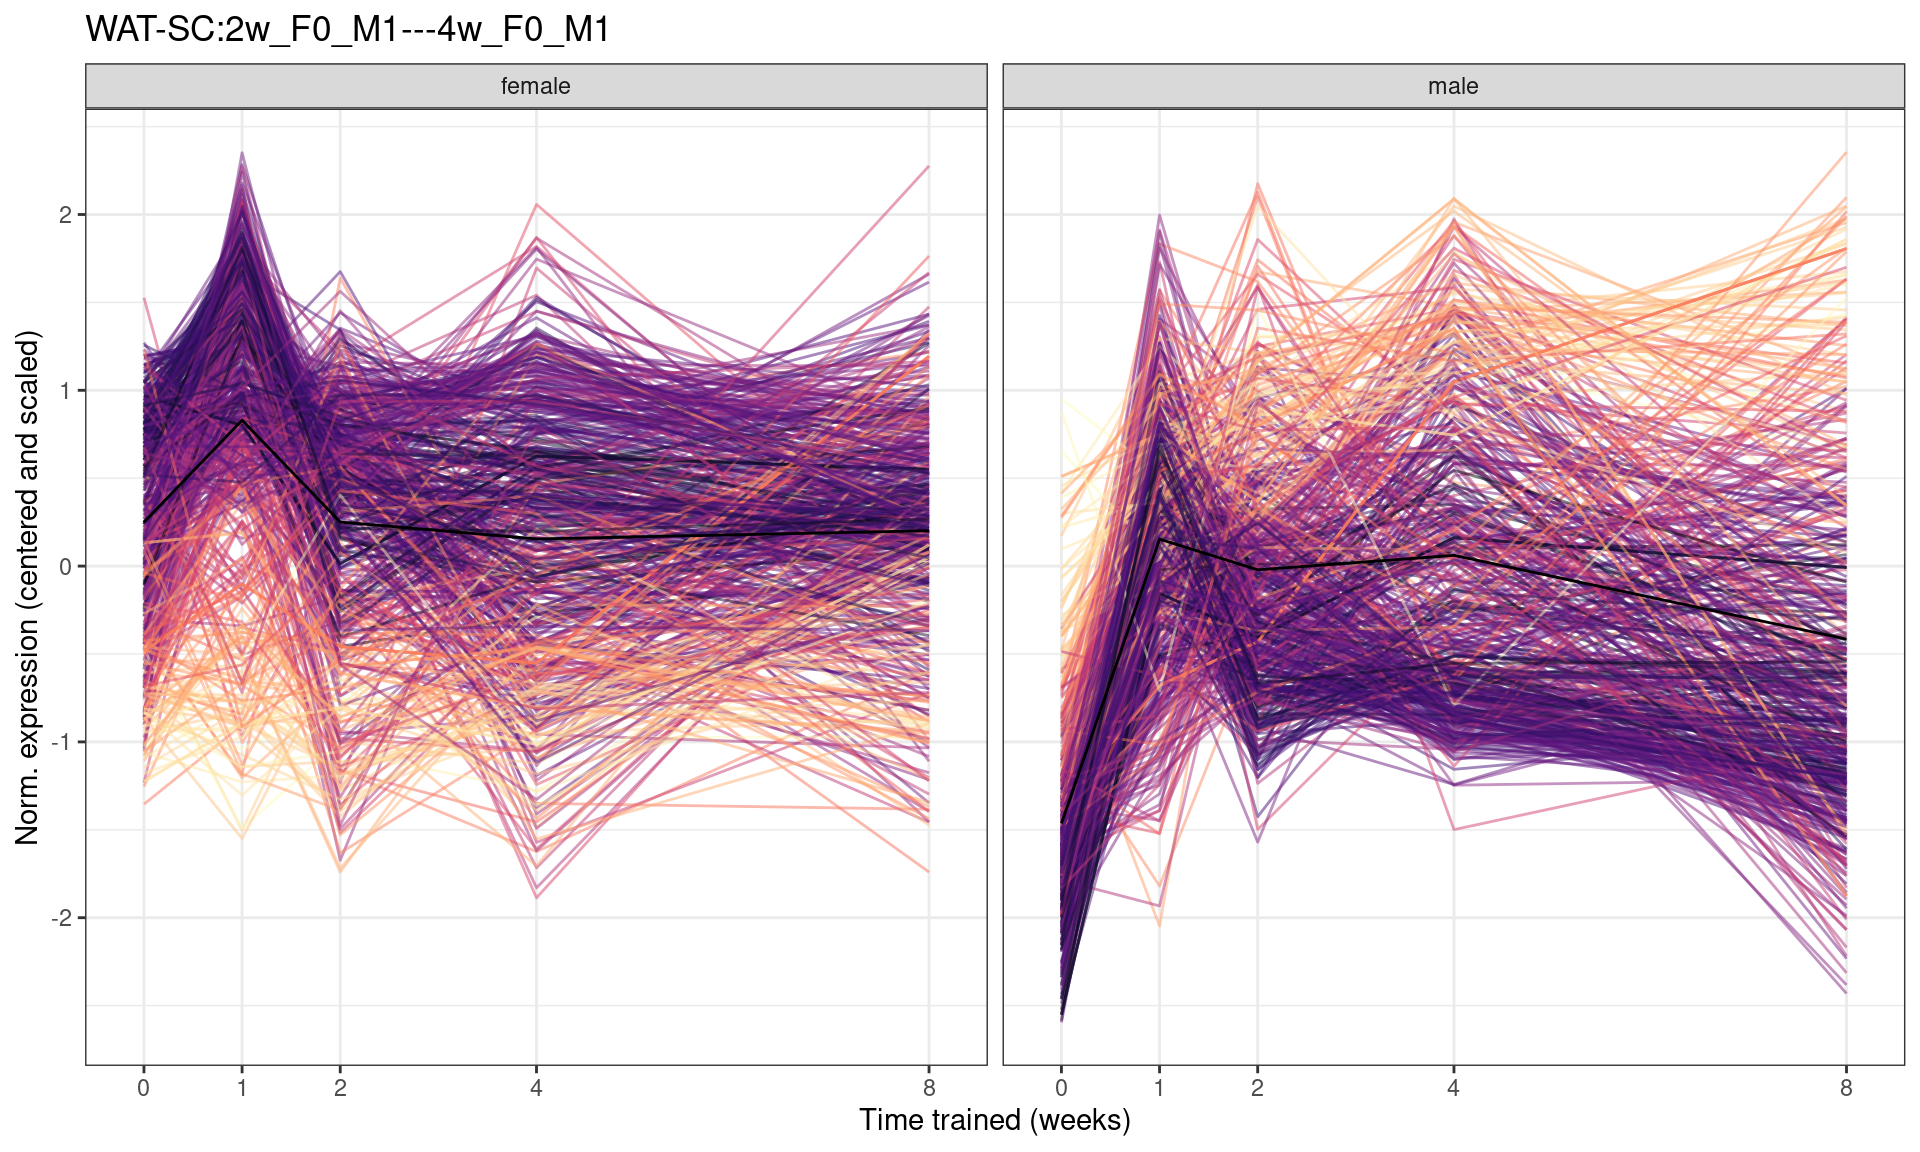 WAT-SC:2w_F0_M1---4w_F0_M1
female
male
Norm. expression (centered and scaled)
2
1
0
-1
-2
0 1 2 4 8
0 1 2 4 8
Time trained (weeks)